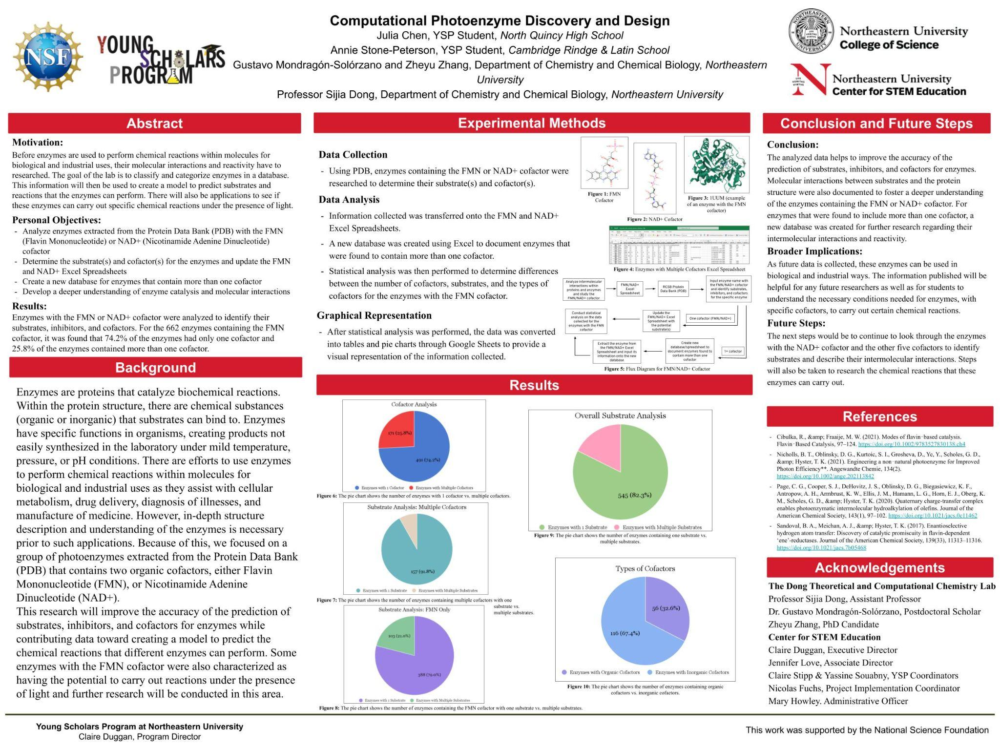 Computational Photoenzyme Discovery and Design
Julia Chen, YSP Student, North Quincy High School
Annie Stone-Peterson, YSP Student, Cambridge Rindge & Latin School
Gustavo Mondragón-Solórzano and Zheyu Zhang, Department of Chemistry and Chemical Biology, Northeastern
University
Professor Sijia Dong, Department of Chemistry and Chemical Biology, Northeastern University
NSF
YOUNG
SCHOLARS
PROGRAM
NORTHEASTERN
UNIVERSITY
LVX
VERITAS
VIRTVS
Northeastern University
College of Science
N
LVX
VERITAS
VIRTVS
Northeastern University
Center for STEM Education
Abstract
Motivation:
Before enzymes are used to perform chemical reactions within molecules for
biological and industrial uses, their molecular interactions and reactivity have to
researched. The goal of the lab is to classify and categorize enzymes in a database.
This information will then be used to create a model to predict substrates and
reactions that the enzymes can perform. There will also be applications to see if
these enzymes can carry out specific chemical reactions under the presence of light.
Personal Objectives:
- Analyze enzymes extracted from the Protein Data Bank (PDB) with the FMN
(Flavin Mononucleotide) or NAD+ (Nicotinamide Adenine Dinucleotide)
cofactor
- Determine the substrate(s) and cofactor(s) for the enzymes and update the FMN
and NAD+ Excel Spreadsheets
- Create a new database for enzymes that contain more than one cofactor
- Develop a deeper understanding of enzyme catalysis and molecular interactions
Results:
Enzymes with the FMN or NAD+ cofactor were analyzed to identify their
substrates, inhibitors, and cofactors. For the 662 enzymes containing the FMN
cofactor, it was found that 74.2% of the enzymes had only one cofactor and
25.8% of the enzymes contained more than one cofactor.
Background
Enzymes are proteins that catalyze biochemical reactions.
Within the protein structure, there are chemical substances
(organic or inorganic) that substrates can bind to. Enzymes
have specific functions in organisms, creating products not
easily synthesized in the laboratory under mild temperature,
pressure, or pH conditions. There are efforts to use enzymes
to perform chemical reactions within molecules for
biological and industrial uses as they assist with cellular
metabolism, drug delivery, diagnosis of illnesses, and
manufacture of medicine. However, in-depth structure
description and understanding of the enzymes is necessary
prior to such applications. Because of this, we focused on a
group of photoenzymes extracted from the Protein Data Bank
(PDB) that contains two organic cofactors, either Flavin
Mononucleotide (FMN), or Nicotinamide Adenine
Dinucleotide (NAD+).
This research will improve the accuracy of the prediction of
substrates, inhibitors, and cofactors for enzymes while
contributing data toward creating a model to predict the
chemical reactions that different enzymes can perform. Some
enzymes with the FMN cofactor were also characterized as
having the potential to carry out reactions under the presence
of light and further research will be conducted in this area.
Experimental Methods
Data Collection
- Using PDB, enzymes containing the FMN or NAD+ cofactor were
researched to determine their substrate(s) and cofactor(s).
Data Analysis
- Information collected was transferred onto the FMN and NAD+
Excel Spreadsheets.
- A new database was created using Excel to document enzymes that
were found to contain more than one cofactor.
- Statistical analysis was then performed to determine differences
between the number of cofactors, substrates, and the types of
cofactors for the enzymes with the FMN cofactor.
Graphical Representation
- After statistical analysis was performed, the data was converted
into tables and pie charts through Google Sheets to provide a
visual representation of the information collected.
Figure 1: FMN
Cofactor
Figure 2: NAD+ Cofactor
Figure 3: 1UUM (example
of an enzyme with the FMN
cofactor)
Figure 4: Enzymes with Multiple Cofactors Excel Spreadsheet
Analyze intermolecular
interactions within
proteins and enzymes
and study the
FMN/NAD+ cofactor
FMN/NAD+
Excel
Spreadsheet
RCSB Protein
Data Bank (PDB)
Input enzyme name with
the FMN/NAD+ cofactor
and identify substrates,
inhibitors, and cofactors
for the specific enzyme
Conduct statistical
analysis on the data
collected for the
enzymes with the FMN
cofactor
Update the
FMN/NAD+ Excel
Spreadsheet with
the potential
substrate(s)
One cofactor (FMN/NAD+)
Extract the enzyme from
the FMN/NAD+ Excel
Spreadsheet and input its
information onto the new
database
Create new
database/spreadsheet to
document enzymes found to
contain more than one
cofactor
1+ cofactor
Figure 5: Flux Diagram for FMN/NAD+ Cofactor
Results
Cofactor Analysis
171 (25.8%)
491 (74.2%)
Enzymes with 1 Cofactor Enzymes with Multiple Cofactors
Figure 6: The pie chart shows the number of enzymes with 1 cofactor vs. multiple cofactors.
Substrate Analysis: Multiple Cofactors
157 (91.8%)
Enzymes with 1 Substrate Enzymes with Multiple Substrates
Figure 7: The pie chart shows the number of enzymes containing multiple cofactors with one
substrate vs.
multiple substrates.
Substrate Analysis: FMN Only
103 (21.0%)
388 (79.0%)
Enzymes with 1 Substrate Enzymes with Multiple Substrates
Figure 8: The pie chart shows the number of enzymes containing the FMN cofactor with one substrate vs. multiple substrates.
Overall Substrate Analysis
545 (82.3%)
Enzymes with 1 Substrate Enzymes with Multiple Substrates
Figure 9: The pie chart shows the number of enzymes containing one substrate vs.
multiple substrates.
Types of Cofactors
56 (32.6%)
116 (67.4%)
Enzymes with Organic Cofactors Enzymes with Inorganic Cofactors
Figure 10: The pie chart shows the number of enzymes containing organic
cofactors vs. inorganic cofactors.
Conclusion and Future Steps
Conclusion:
The analyzed data helps to improve the accuracy of the
prediction of substrates, inhibitors, and cofactors for enzymes.
Molecular interactions between substrates and the protein
structure were also documented to foster a deeper understanding
of the enzymes containing the FMN or NAD+ cofactor. For
enzymes that were found to include more than one cofactor, a
new database was created for further research regarding their
intermolecular interactions and reactivity.
Broader Implications:
As future data is collected, these enzymes can be used in
biological and industrial ways. The information published will be
helpful for any future researchers as well as for students to
understand the necessary conditions needed for enzymes, with
specific cofactors, to carry out certain chemical reactions.
Future Steps:
The next steps would be to continue to look through the enzymes
with the NAD+ cofactor and the other five cofactors to identify
substrates and describe their intermolecular interactions. Steps
will also be taken to research the chemical reactions that these
enzymes can carry out.
References
- Cibulka, R., &amp; Fraaije, M. W. (2021). Modes of flavin-based catalysis.
Flavin-Based Catalysis, 97–124. https://doi.org/10.1002/9783527830138.ch4
- Nicholls, B. T., Oblinsky, D. G., Kurtoic, S. I., Grosheva, D., Ye, Y., Scholes, G. D.,
&amp; Hyster, T. K. (2021). Engineering a non-natural photoenzyme for Improved
Photon Efficiency**. Angewandte Chemie, 134(2).
https://doi.org/10.1002/ange.202113842
- Page, C. G., Cooper, S. J., DeHovitz, J. S., Oblinsky, D. G., Biegasiewicz, K. F.,
Antropow, A. H., Armbrust, K. W., Ellis, J. M., Hamann, L. G., Horn, E. J., Oberg, K.
M., Scholes, G. D., &amp; Hyster, T. K. (2020). Quaternary charge-transfer complex
enables photoenzymatic intermolecular hydroalkylation of olefins. Journal of the
American Chemical Society, 143(1), 97–102. https://doi.org/10.1021/jacs.0c11462
- Sandoval, B. A., Meichan, A. J., &amp; Hyster, T. K. (2017). Enantioselective
hydrogen atom transfer: Discovery of catalytic promiscuity in flavin-dependent
‘ene’-reductases. Journal of the American Chemical Society, 139(33), 11313–11316.
https://doi.org/10.1021/jacs.7b05468
Acknowledgements
The Dong Theoretical and Computational Chemistry Lab
Professor Sijia Dong, Assistant Professor
Dr. Gustavo Mondragón-Solórzano, Postdoctoral Scholar
Zheyu Zhang, PhD Candidate
Center for STEM Education
Claire Duggan, Executive Director
Jennifer Love, Associate Director
Claire Stipp & Yassine Souabny, YSP Coordinators
Nicolas Fuchs, Project Implementation Coordinator
Mary Howley. Administrative Officer
Young Scholars Program at Northeastern University
Claire Duggan, Program Director
This work was supported by the National Science Foundation